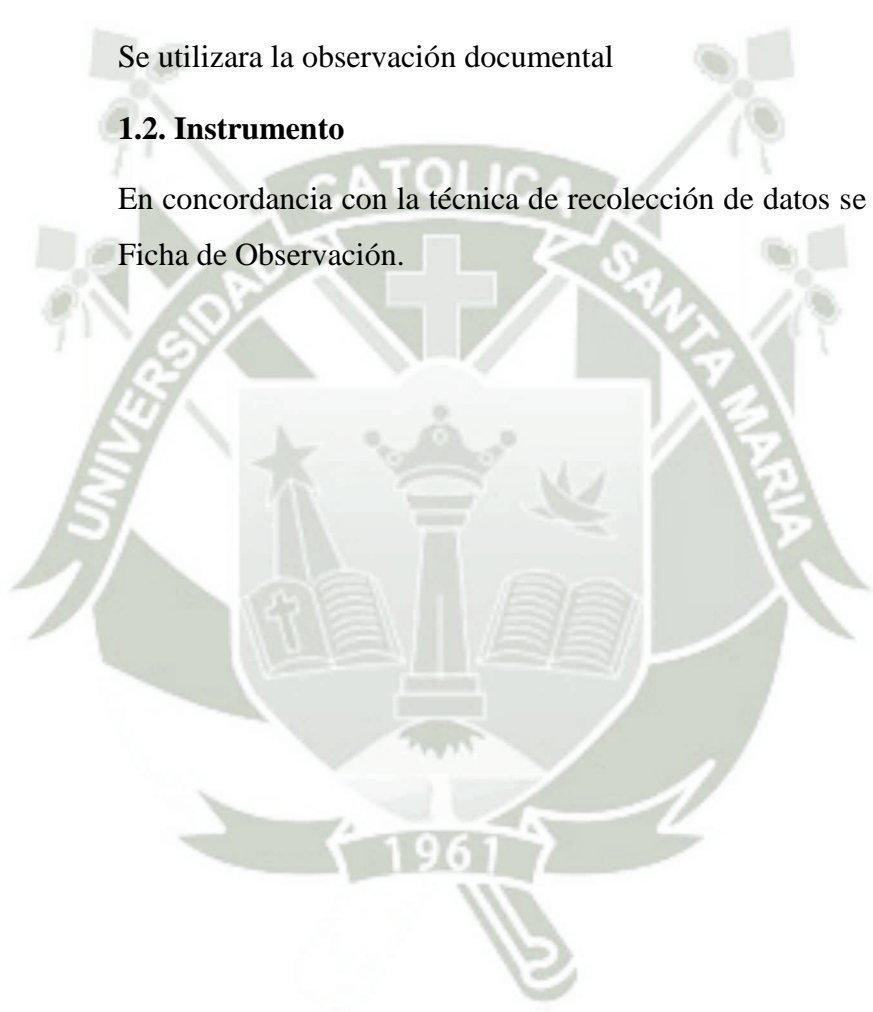 Se utilizara la observación documental
1.2. Instrumento
En concordancia con la técnica de recolección de datos se
Ficha de Observación.
UNIVERSIDAD CATOLICA SANTA MARIA
1961